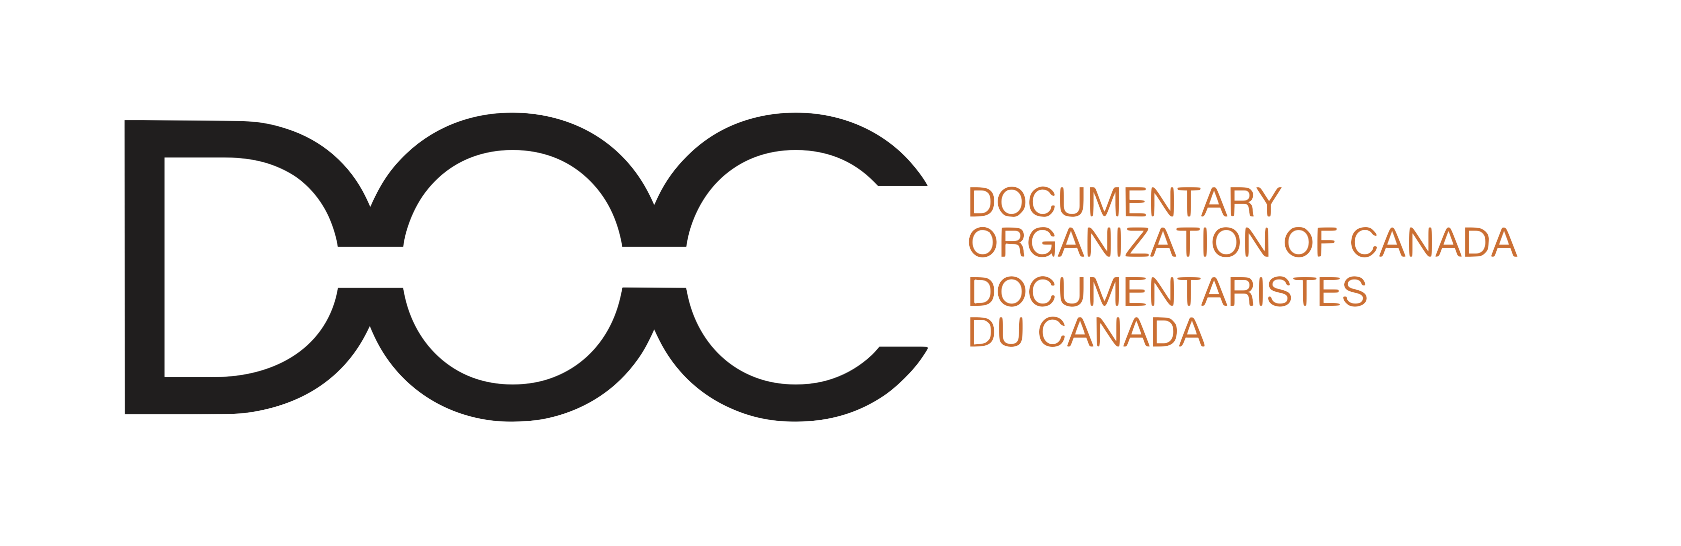 DOC
DOCUMENTARY
ORGANIZATION OF CANADA
DOCUMENTARISTES
DU CANADA